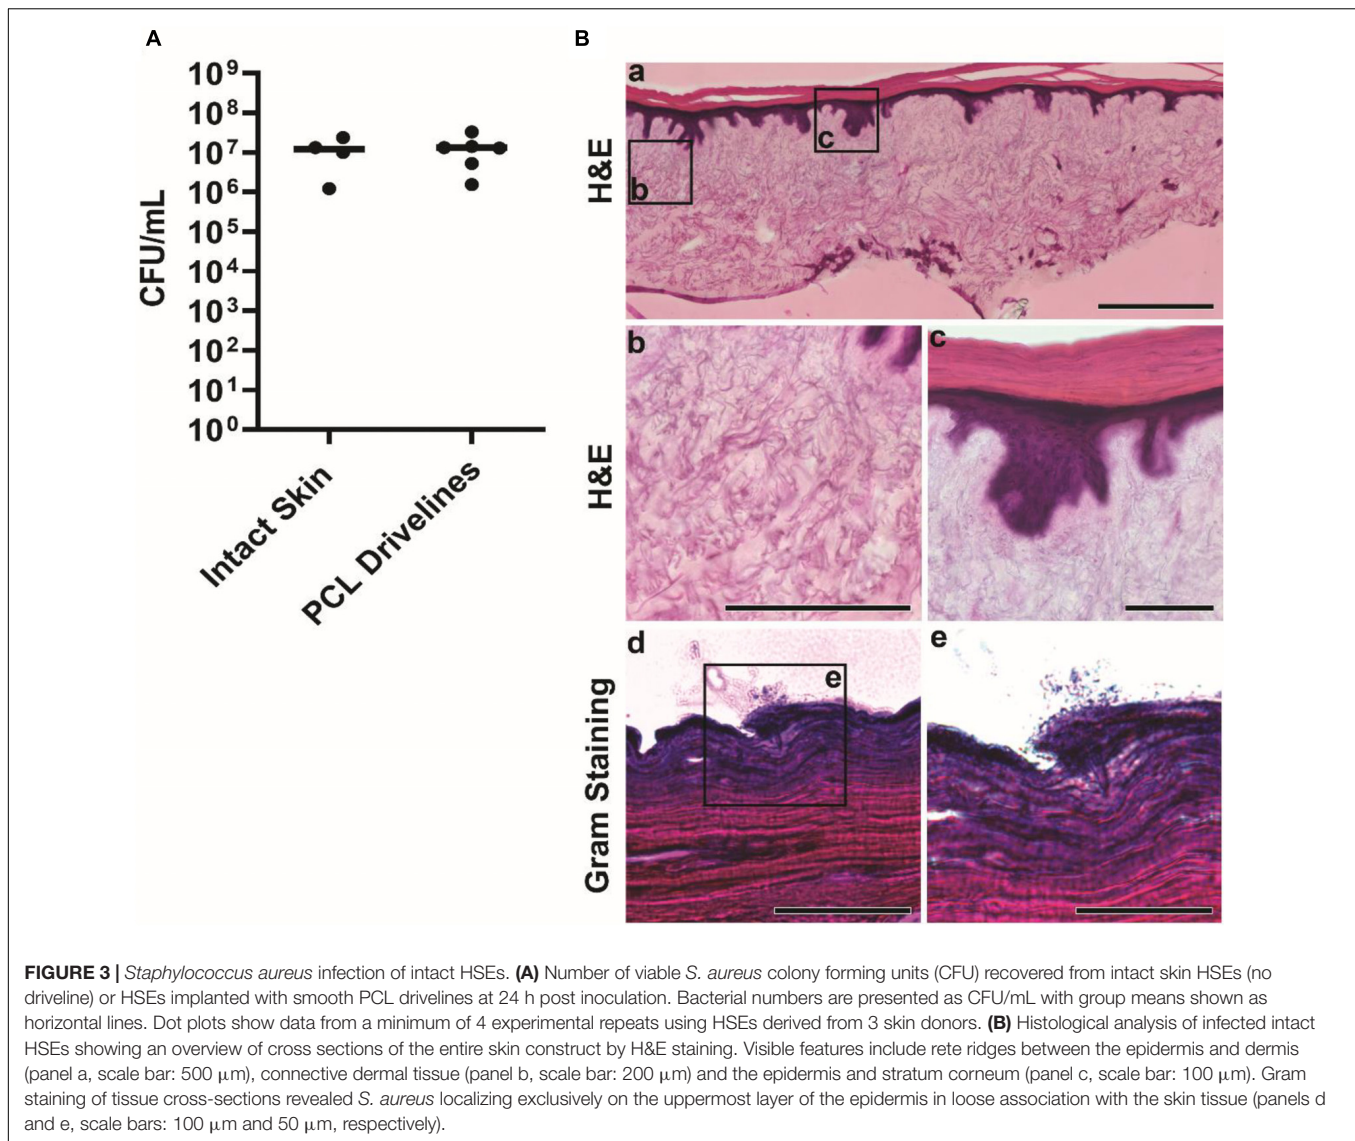 A
B
10⁹
10⁸
10⁷
10⁶
10⁵
10⁴
10³
10²
10¹
10⁰
CFU/mL
Intact Skin
PCL Drivelines
H&E
a
b
c
H&E
b
c
Gram Staining
d
e
e
FIGURE 3 | Staphylococcus aureus infection of intact HSEs. (A) Number of viable S. aureus colony forming units (CFU) recovered from intact skin HSEs (no
driveline) or HSEs implanted with smooth PCL drivelines at 24 h post inoculation. Bacterial numbers are presented as CFU/mL with group means shown as
horizontal lines. Dot plots show data from a minimum of 4 experimental repeats using HSEs derived from 3 skin donors. (B) Histological analysis of infected intact
HSEs showing an overview of cross sections of the entire skin construct by H&E staining. Visible features include rete ridges between the epidermis and dermis
(panel a, scale bar: 500 μm), connective dermal tissue (panel b, scale bar: 200 μm) and the epidermis and stratum corneum (panel c, scale bar: 100 μm). Gram
staining of tissue cross-sections revealed S. aureus localizing exclusively on the uppermost layer of the epidermis in loose association with the skin tissue (panels d
and e, scale bars: 100 μm and 50 μm, respectively).